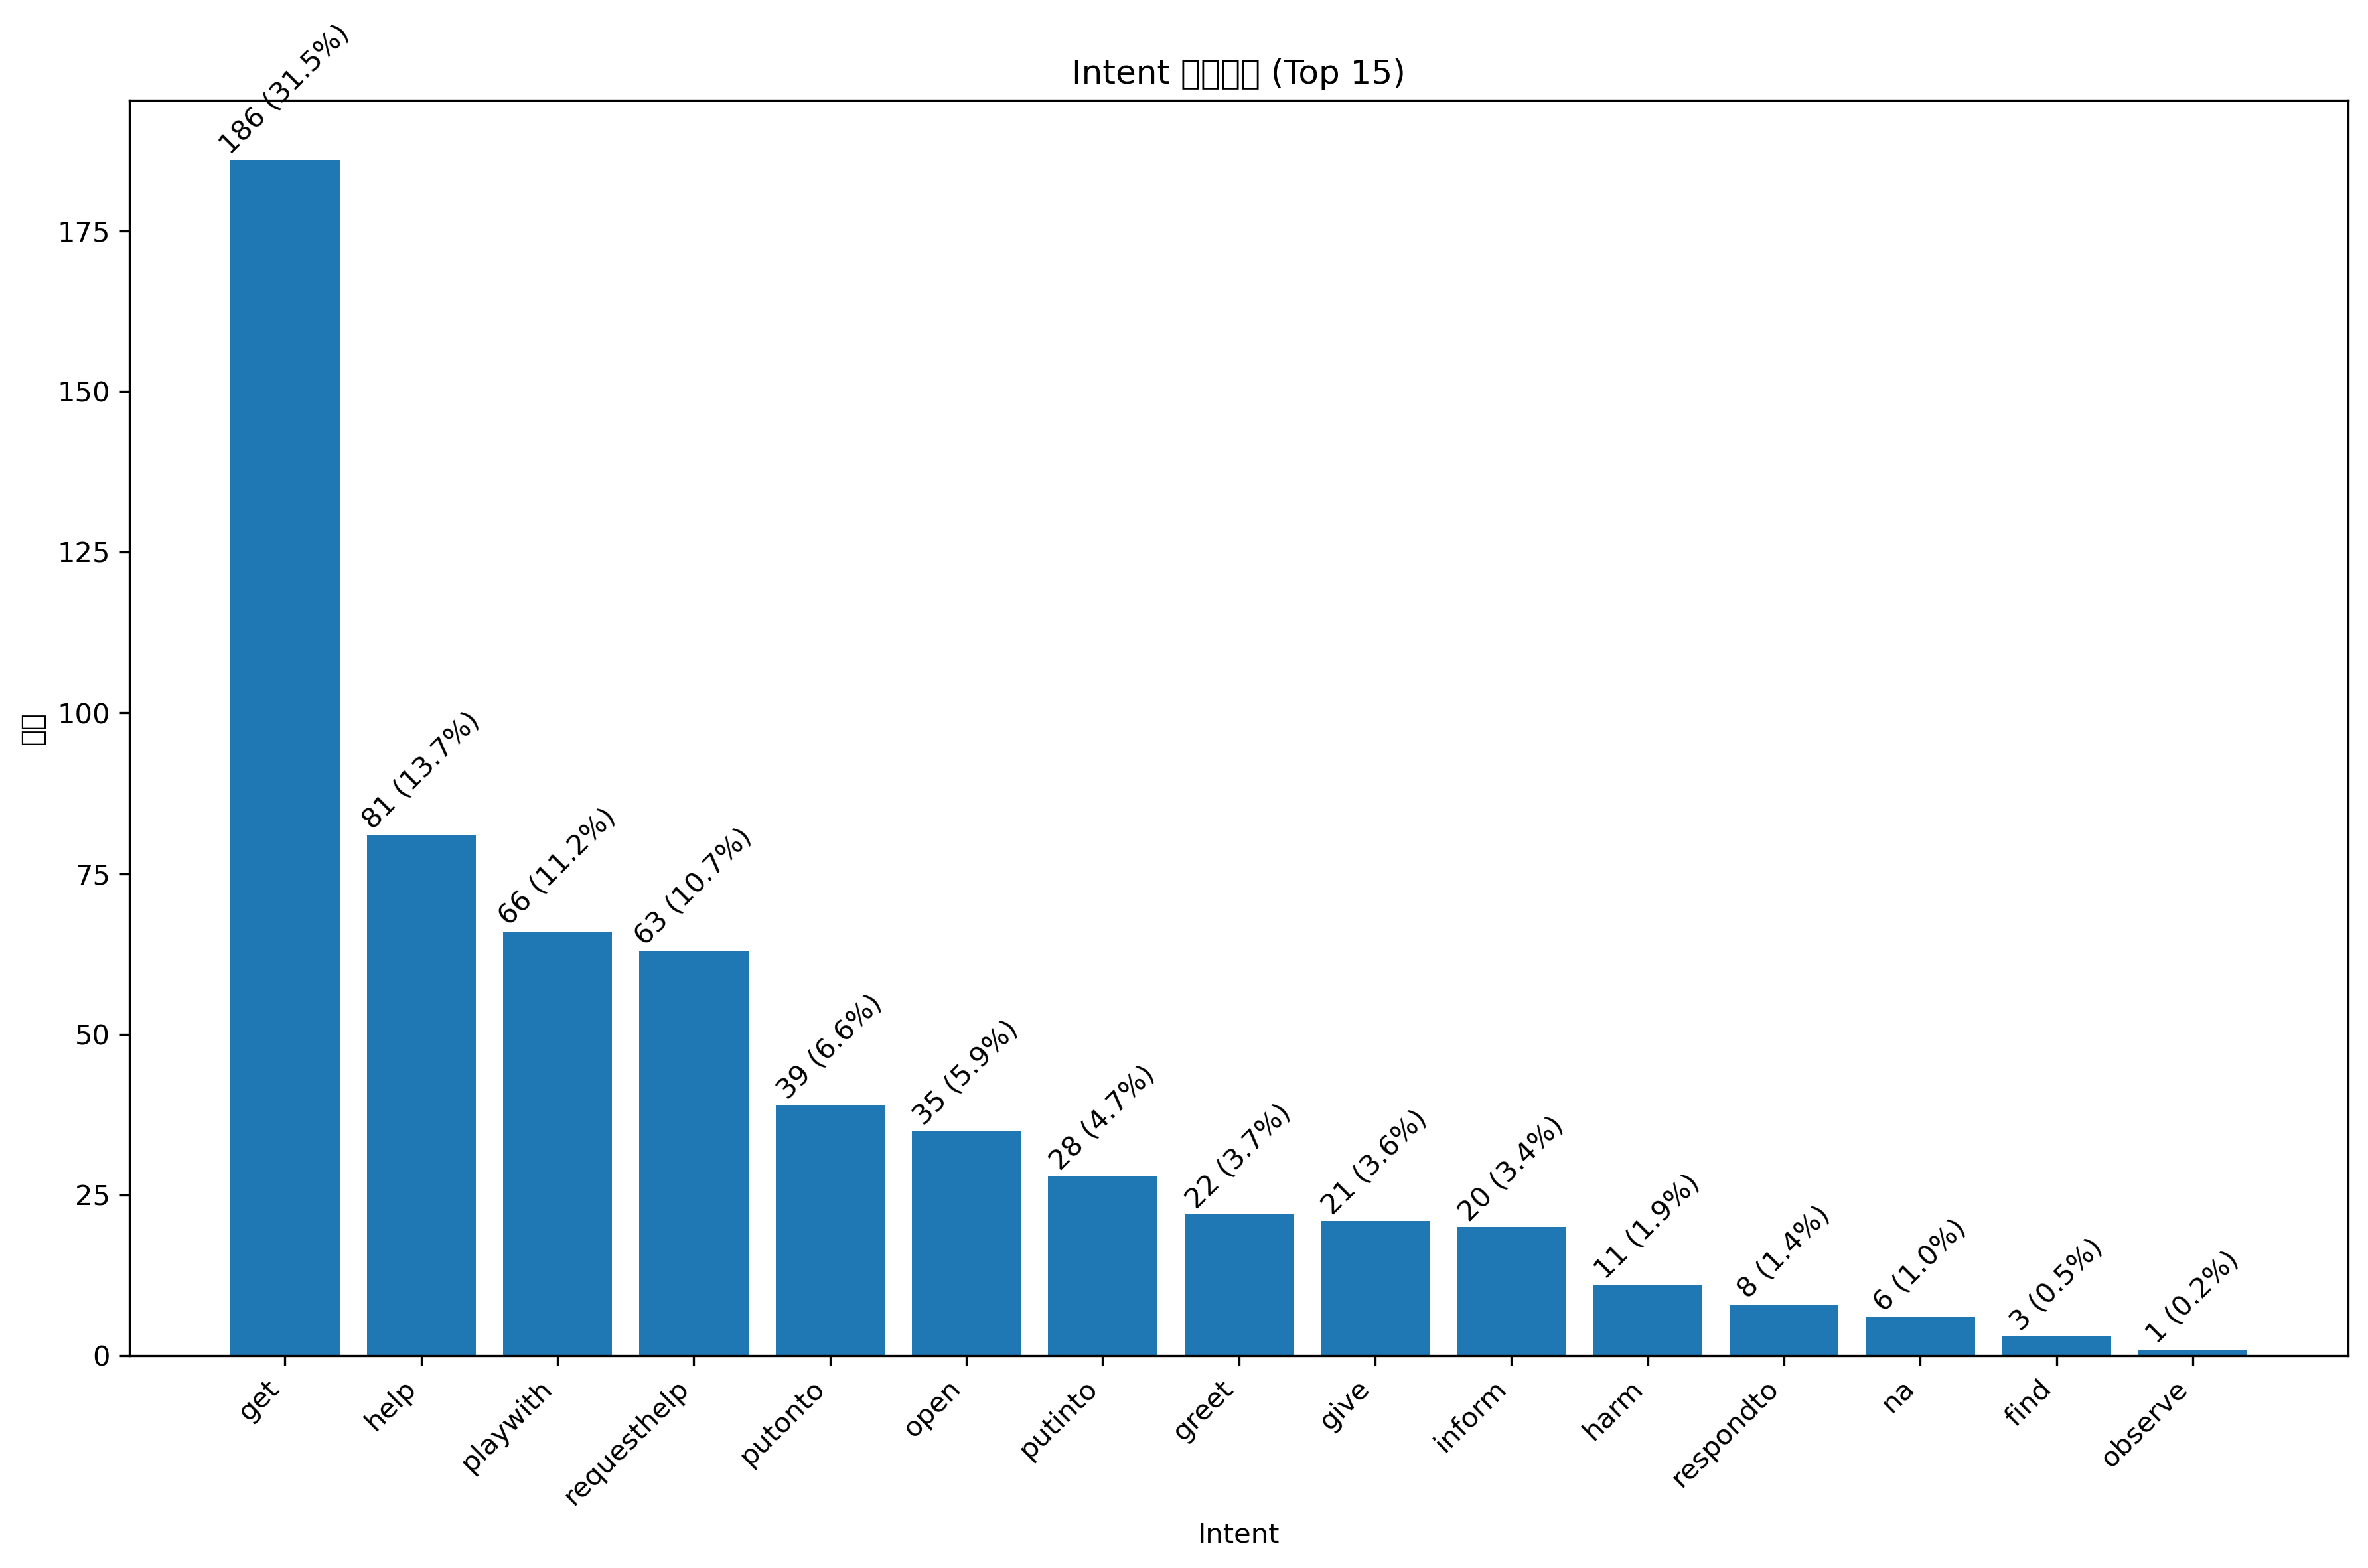 Intent (Top 15)
186 (31.5%)
81 (13.7%)
66 (11.2%)
63 (10.7%)
39 (6.6%)
35 (5.9%)
28 (4.7%)
22 (3.7%)
21 (3.6%)
20 (3.4%)
11 (1.9%)
8 (1.4%)
6 (1.0%)
3 (0.5%)
1 (0.2%)
175
150
125
100
75
50
25
0
get
help
playwith
requesthelp
putonto
open
putinto
greet
give
inform
harm
respondto
na
find
observe
Intent